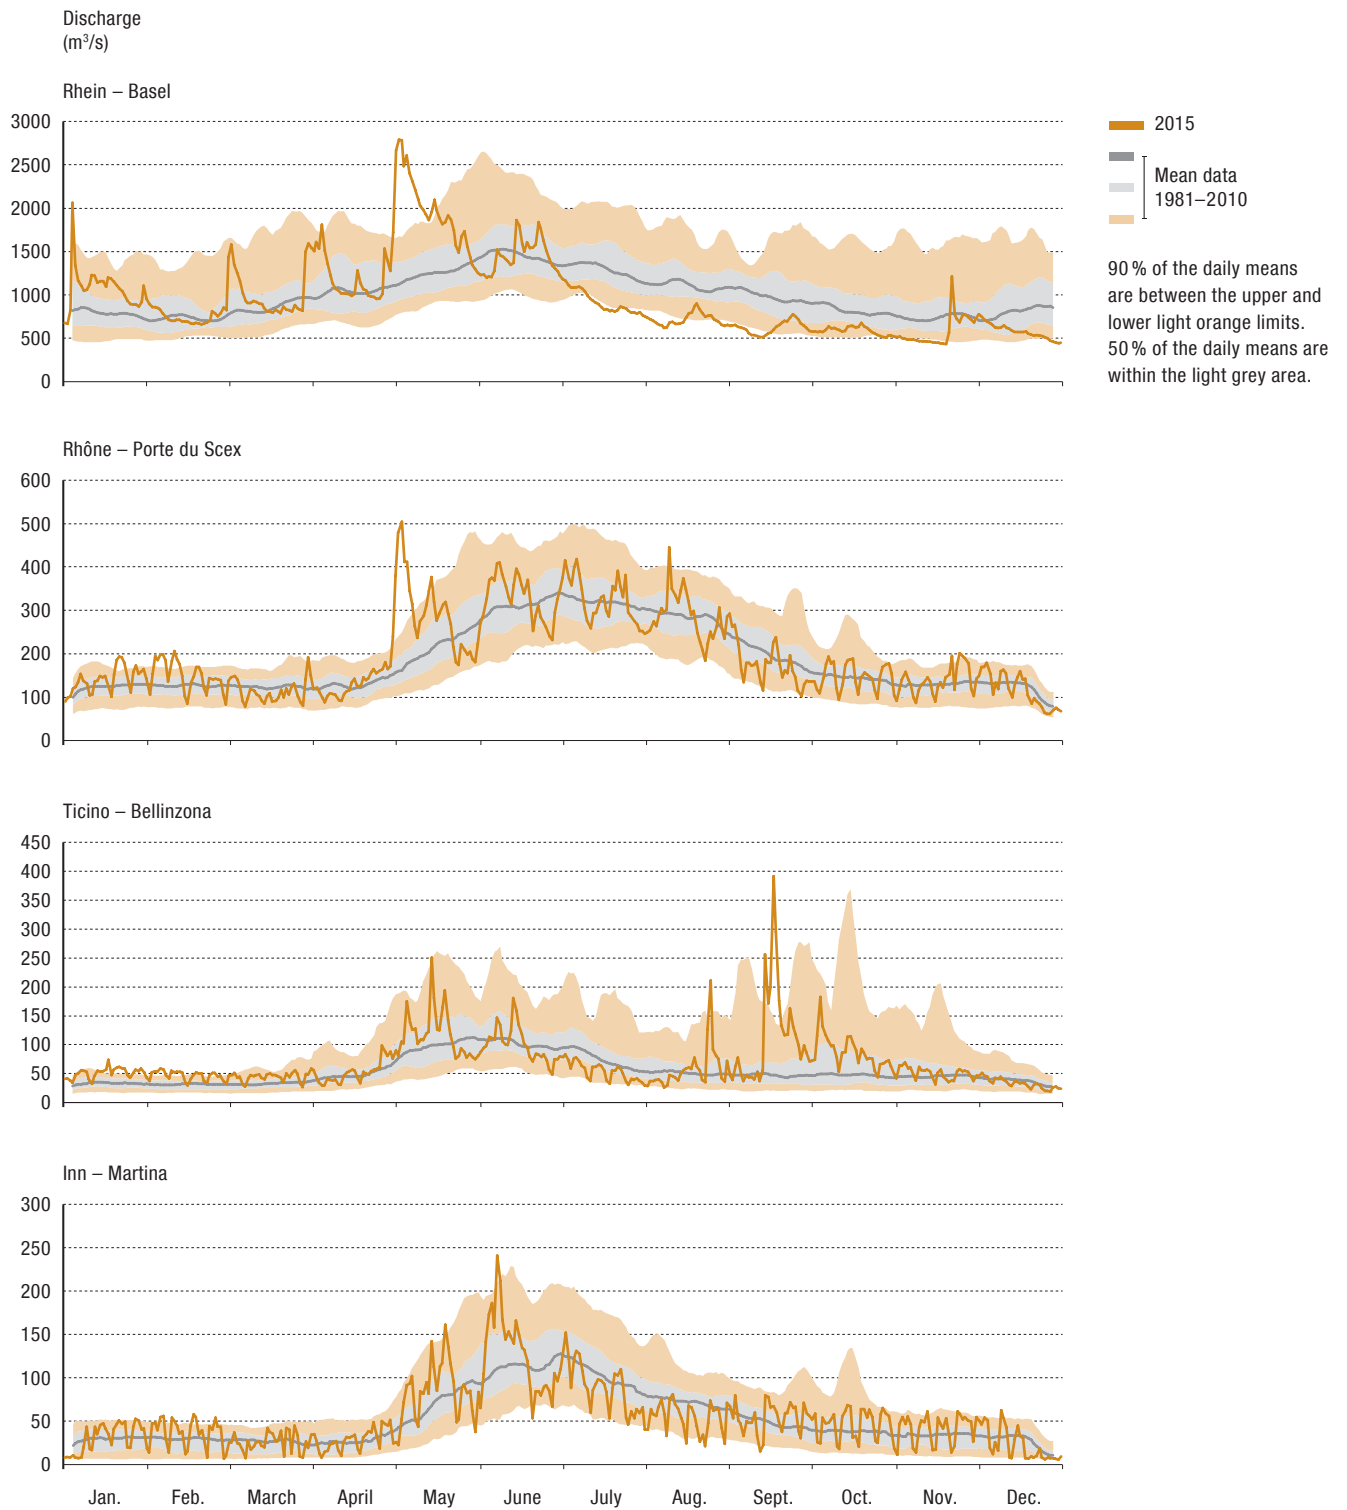 Discharge
(m³/s)
Rhein – Basel
3000
2500
2000
1500
1000
500
0
2015
Mean data
1981–2010
90 % of the daily means
are between the upper and
lower light orange limits.
50 % of the daily means are
within the light grey area.
Rhône – Porte du Scex
600
500
400
300
200
100
0
Ticino – Bellinzona
450
400
350
300
250
200
150
100
50
0
Inn – Martina
300
250
200
150
100
50
0
Jan. Feb. March April May June July Aug. Sept. Oct. Nov. Dec.